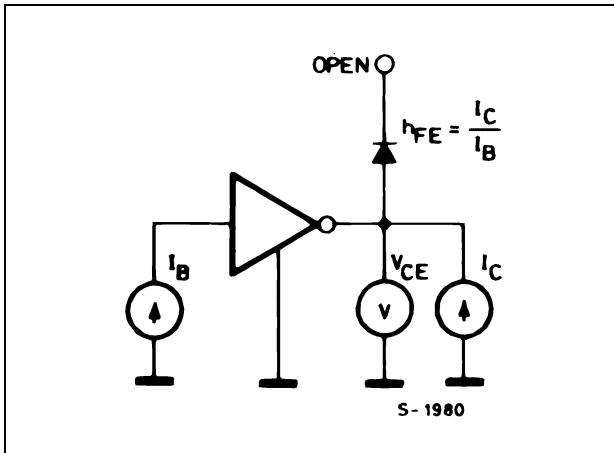 OPEN
hFE = IC
IB
IB
VCE
IC
V
S-1980